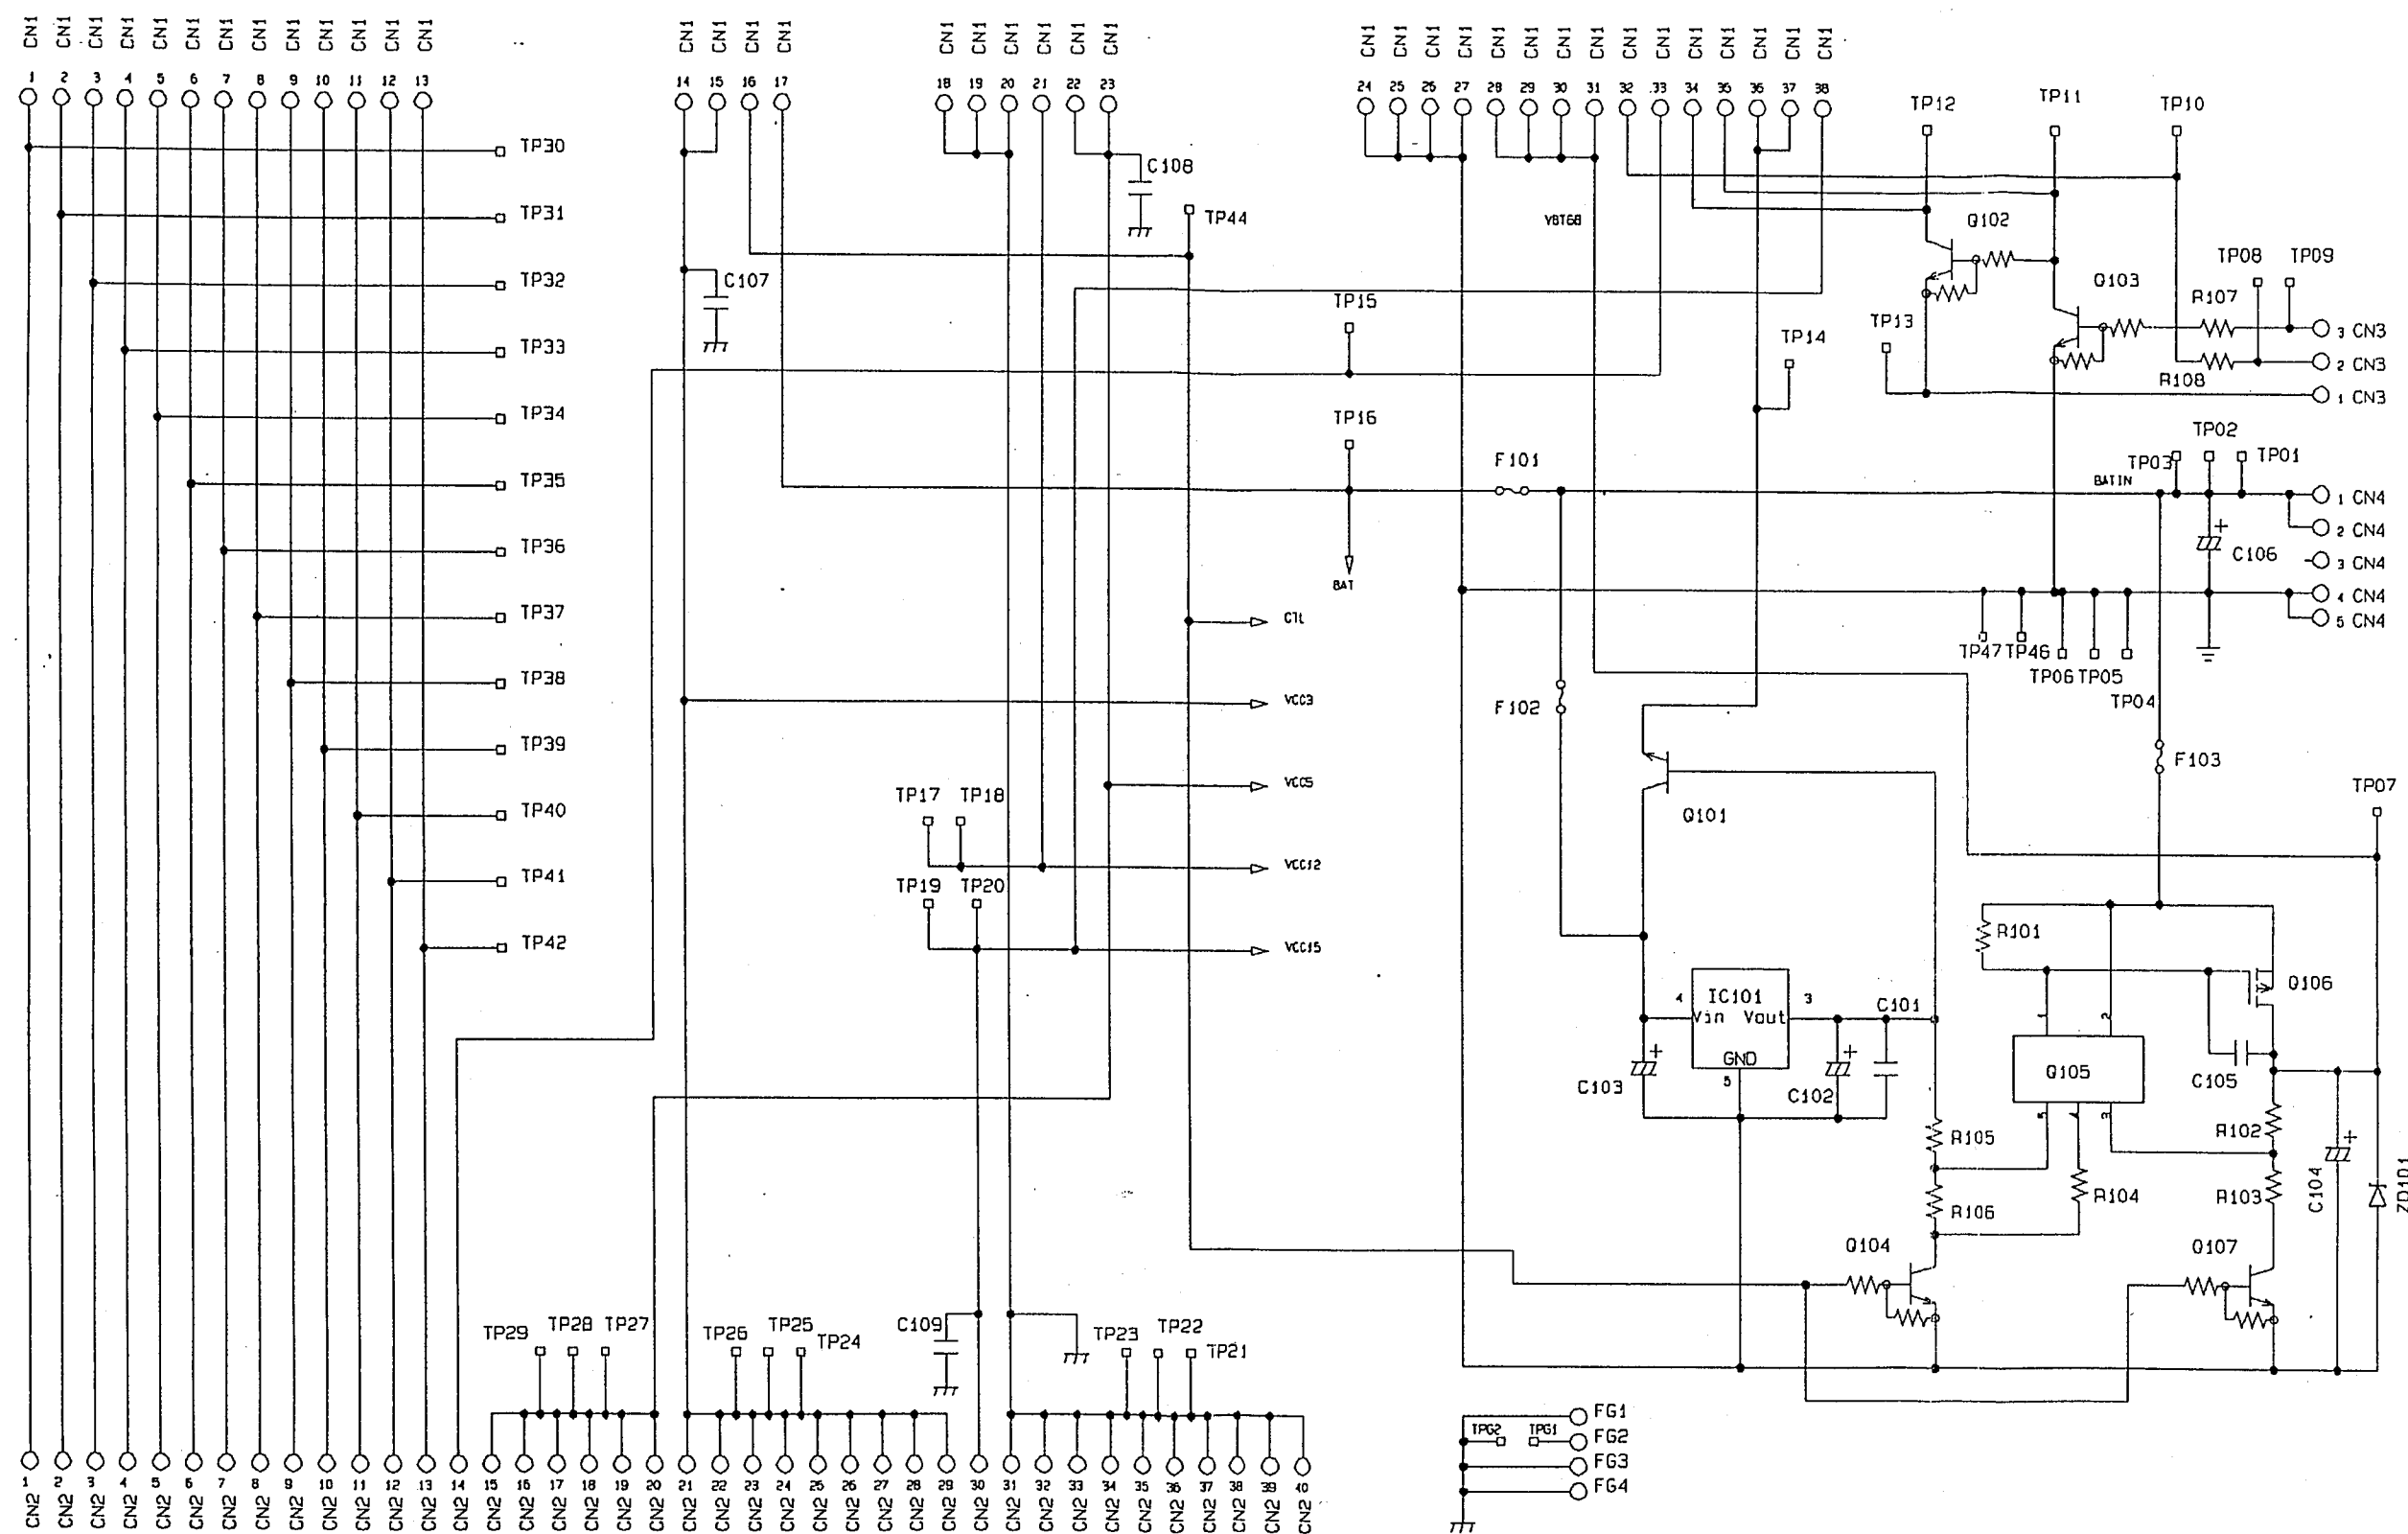 CN1 CN1 CN1 CN1 CN1 CN1 CN1 CN1 CN1 CN1 CN1 CN1 CN1
1 2 3 4 5 6 7 8 9 10 11 12 13
CN1 CN1 CN1 CN1
14 15 16 17
CN1 CN1 CN1 CN1 CN1 CN1
18 19 20 21 22 23
CN1 CN1 CN1 CN1 CN1 CN1 CN1 CN1 CN1 CN1 CN1 CN1 CN1 CN1 CN1
24 25 26 27 28 29 30 31 32 33 34 35 36 37 38
TP12 TP11 TP10
TP30
TP31
TP32
TP33
TP34
TP35
TP36
TP37
TP38
TP39
TP40
TP41
TP42
C107
C108
TP44
TP15
TP16
BAT
CTL
VCC3
VCC5
TP17 TP18
VCC12
TP19 TP20
VCC15
VBT6B
Q102
Q103
TP08 TP09
R107
R108
TP13
TP14
3 CN3
2 CN3
1 CN3
F101
TP03 TP02 TP01
BATIN
1 CN4
2 CN4
3 CN4
4 CN4
5 CN4
C106
TP47 TP46
TP06 TP05
TP04
F102
F103
TP07
Q101
R101
Q106
4 IC101 3
Vin Vout
GND
5
C101
C103
C102
1 2
Q105
5 4 3
C105
R102
R105
R104
R103
R106
C104
ZD101
Q104
Q107
TP29 TP28 TP27
TP26 TP25 TP24
C109
TP23 TP22 TP21
FG1
TPG2 TPG1 FG2
FG3
FG4
1 2 3 4 5 6 7 8 9 10 11 12 13 14 15 16 17 18 19 20 21 22 23 24 25 26 27 28 29 30 31 32 33 34 35 36 37 38 39 40
CN2 CN2 CN2 CN2 CN2 CN2 CN2 CN2 CN2 CN2 CN2 CN2 CN2 CN2 CN2 CN2 CN2 CN2 CN2 CN2 CN2 CN2 CN2 CN2 CN2 CN2 CN2 CN2 CN2 CN2 CN2 CN2 CN2 CN2 CN2 CN2 CN2 CN2 CN2 CN2